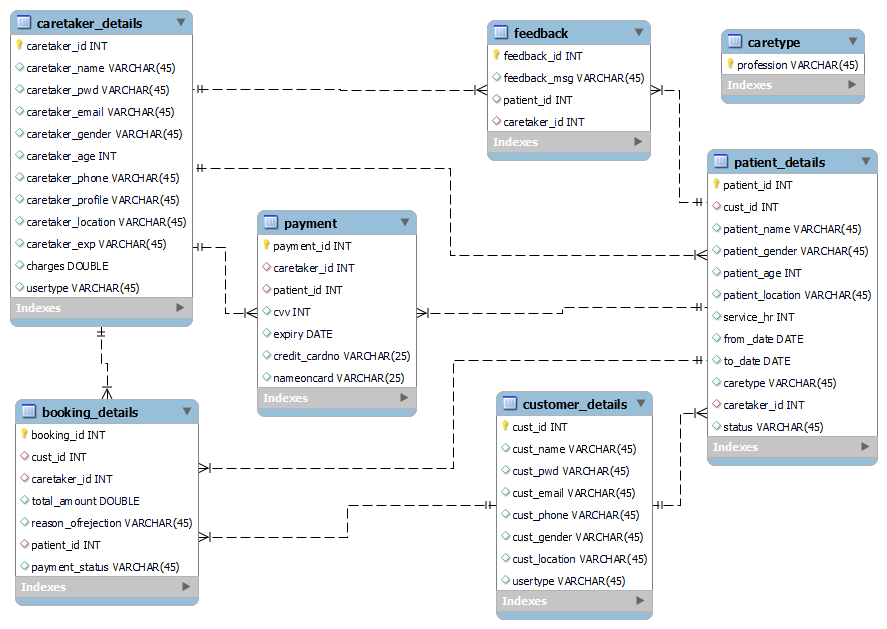 caretaker_details
caretaker_id INT
caretaker_name VARCHAR(45)
caretaker_pwd VARCHAR(45)
caretaker_email VARCHAR(45)
caretaker_gender VARCHAR(45)
caretaker_age INT
caretaker_phone VARCHAR(45)
caretaker_profile VARCHAR(45)
caretaker_location VARCHAR(45)
caretaker_exp VARCHAR(45)
charges DOUBLE
usertype VARCHAR(45)
Indexes
feedback
feedback_id INT
feedback_msg VARCHAR(45)
patient_id INT
caretaker_id INT
Indexes
caretype
profession VARCHAR(45)
Indexes
patient_details
patient_id INT
cust_id INT
patient_name VARCHAR(45)
patient_gender VARCHAR(45)
patient_age INT
patient_location VARCHAR(45)
service_hr INT
from_date DATE
to_date DATE
caretype VARCHAR(45)
caretaker_id INT
status VARCHAR(45)
Indexes
payment
payment_id INT
caretaker_id INT
patient_id INT
cvv INT
expiry DATE
credit_cardno VARCHAR(25)
nameoncard VARCHAR(25)
Indexes
booking_details
booking_id INT
cust_id INT
caretaker_id INT
total_amount DOUBLE
reason_ofrejection VARCHAR(45)
patient_id INT
payment_status VARCHAR(45)
Indexes
customer_details
cust_id INT
cust_name VARCHAR(45)
cust_pwd VARCHAR(45)
cust_email VARCHAR(45)
cust_phone VARCHAR(45)
cust_gender VARCHAR(45)
cust_location VARCHAR(45)
usertype VARCHAR(45)
Indexes